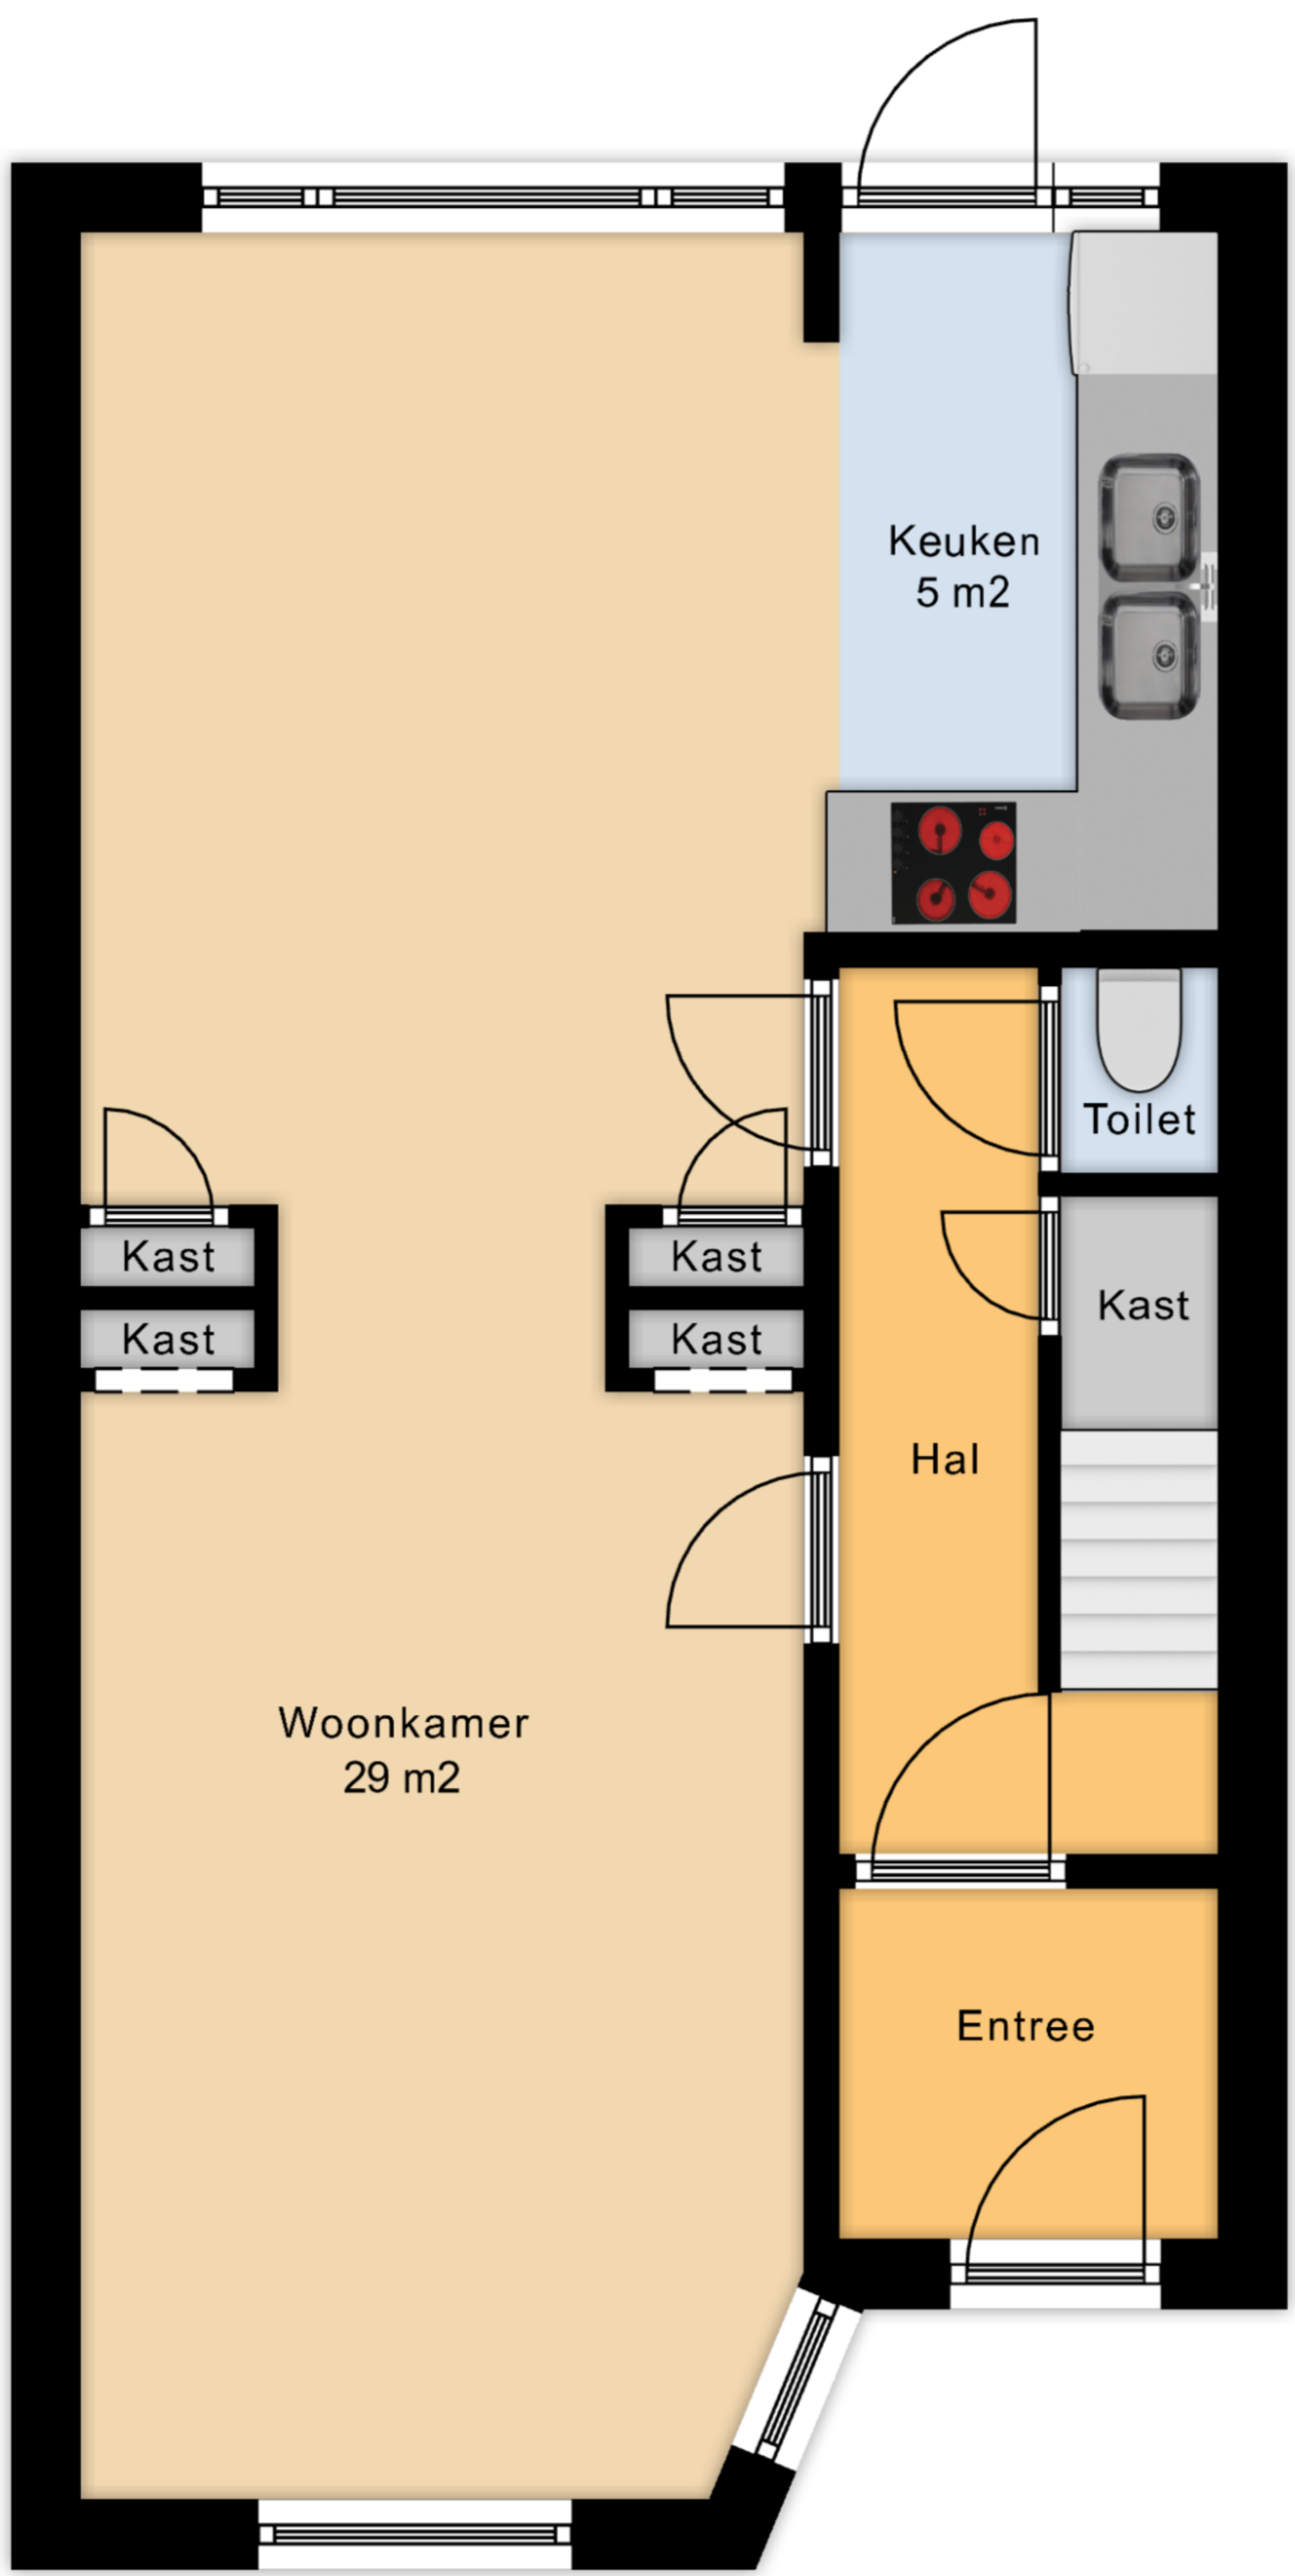 Keuken
5 m2
Toilet
Kast
Kast
Kast
Kast
Kast
Hal
Woonkamer
29 m2
Entree